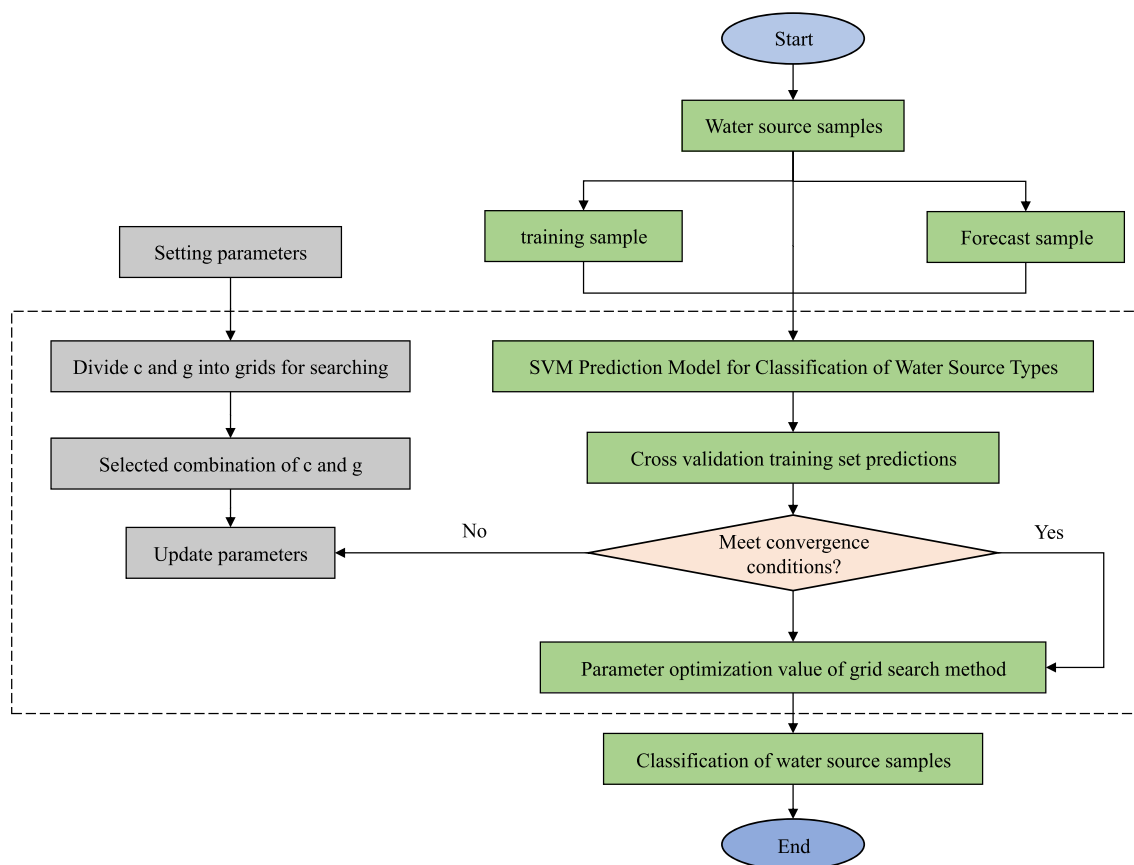 Start
Water source samples
training sample
Forecast sample
Setting parameters
Divide c and g into grids for searching
SVM Prediction Model for Classification of Water Source Types
Selected combination of c and g
Cross validation training set predictions
No
Yes
Update parameters
Meet convergence
conditions?
Parameter optimization value of grid search method
Classification of water source samples
End